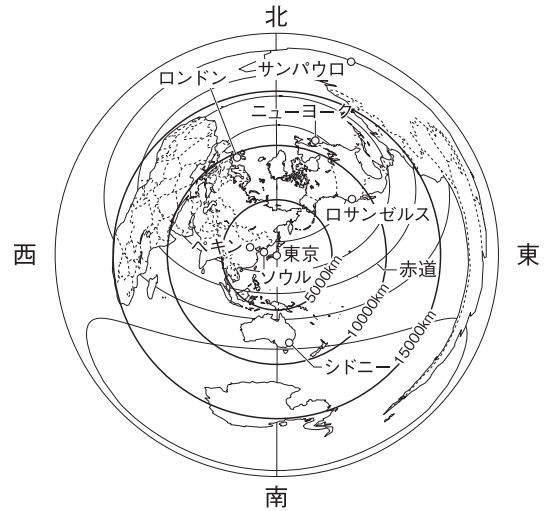 北
ロンドン
サンパウロ
ニューヨーク
ロサンゼルス
西
ペキン
東京
ソウル
赤道
東
5000km
10000km
15000km
シドニー
南